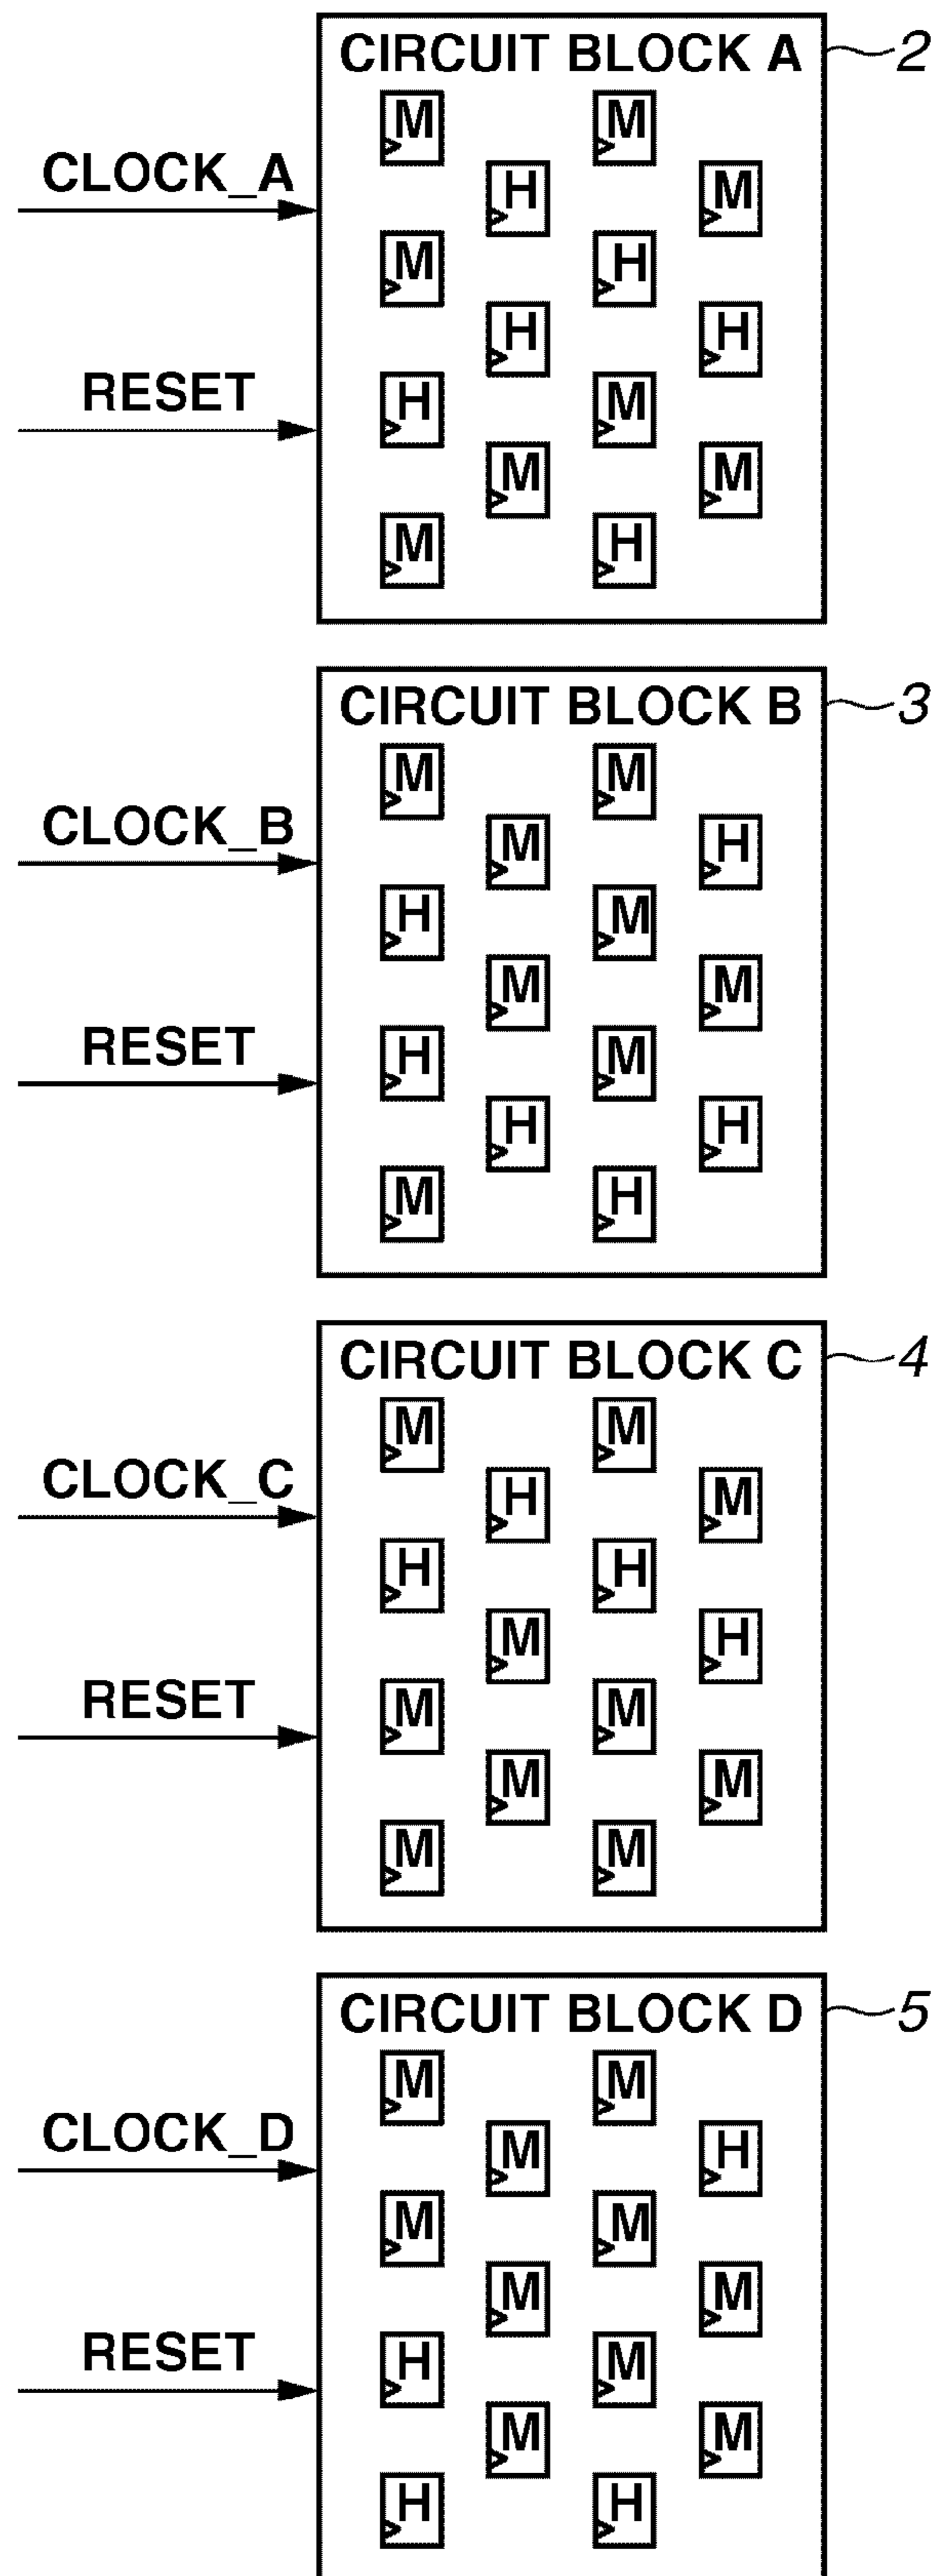 CIRCUIT BLOCK A 2
M M
CLOCK_A
H M
M H
H H
RESET
H M
M M
M H
CIRCUIT BLOCK B 3
M M
CLOCK_B
M H
H M
M M
RESET
H M
H H
M H
CIRCUIT BLOCK C 4
M M
CLOCK_C
H M
H H
M H
RESET
M M
M M
M M
CIRCUIT BLOCK D 5
M M
CLOCK_D
M H
M M
M M
RESET
H M
M M
H H